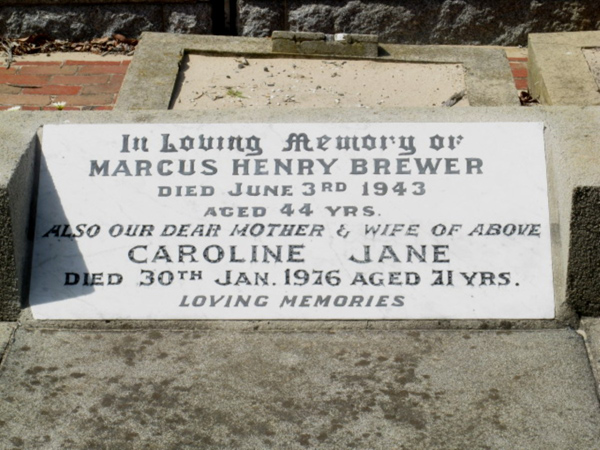 In Loving Memory of
MARCUS HENRY BREWER
DIED JUNE 3RD 1943
AGED 44 YRS.
ALSO OUR DEAR MOTHER & WIFE OF ABOVE
CAROLINE JANE
DIED 30TH JAN. 1976 AGED 71 YRS.
LOVING MEMORIES